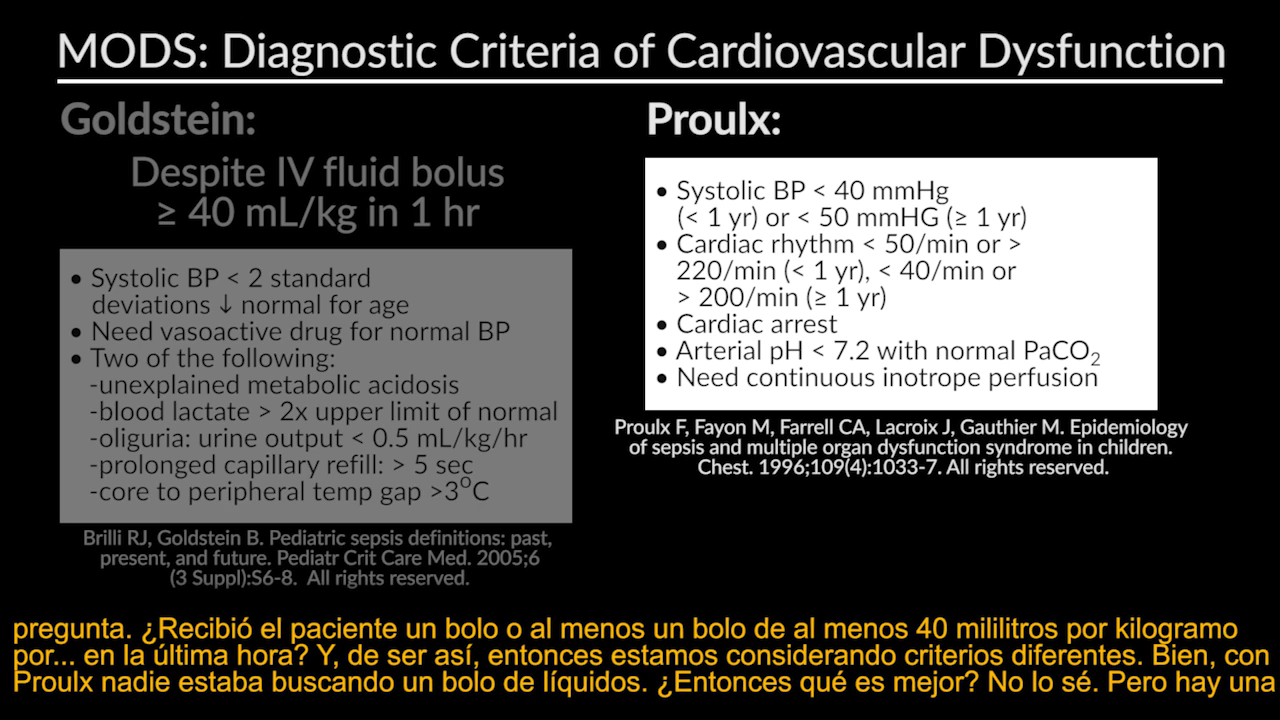 MODS: Diagnostic Criteria of Cardiovascular Dysfunction
Goldstein:
Despite IV fluid bolus
≥ 40 mL/kg in 1 hr
• Systolic BP < 2 standard
deviations ↓ normal for age
• Need vasoactive drug for normal BP
• Two of the following:
-unexplained metabolic acidosis
-blood lactate > 2x upper limit of normal
-oliguria: urine output < 0.5 mL/kg/hr
-prolonged capillary refill: > 5 sec
-core to peripheral temp gap >3°C
Brilli RJ, Goldstein B. Pediatric sepsis definitions: past,
present, and future. Pediatr Crit Care Med. 2005;6
(3 Suppl):S6-8. All rights reserved.
Proulx:
• Systolic BP < 40 mmHg
(< 1 yr) or < 50 mmHG (≥ 1 yr)
• Cardiac rhythm < 50/min or >
220/min (< 1 yr), < 40/min or
> 200/min (≥ 1 yr)
• Cardiac arrest
• Arterial pH < 7.2 with normal PaCO₂
• Need continuous inotrope perfusion
Proulx F, Fayon M, Farrell CA, Lacroix J, Gauthier M. Epidemiology
of sepsis and multiple organ dysfunction syndrome in children.
Chest. 1996;109(4):1033-7. All rights reserved.
pregunta. ¿Recibió el paciente un bolo o al menos un bolo de al menos 40 mililitros por kilogramo
por... en la última hora? Y, de ser así, entonces estamos considerando criterios diferentes. Bien, con
Proulx nadie estaba buscando un bolo de líquidos. ¿Entonces qué es mejor? No lo sé. Pero hay una